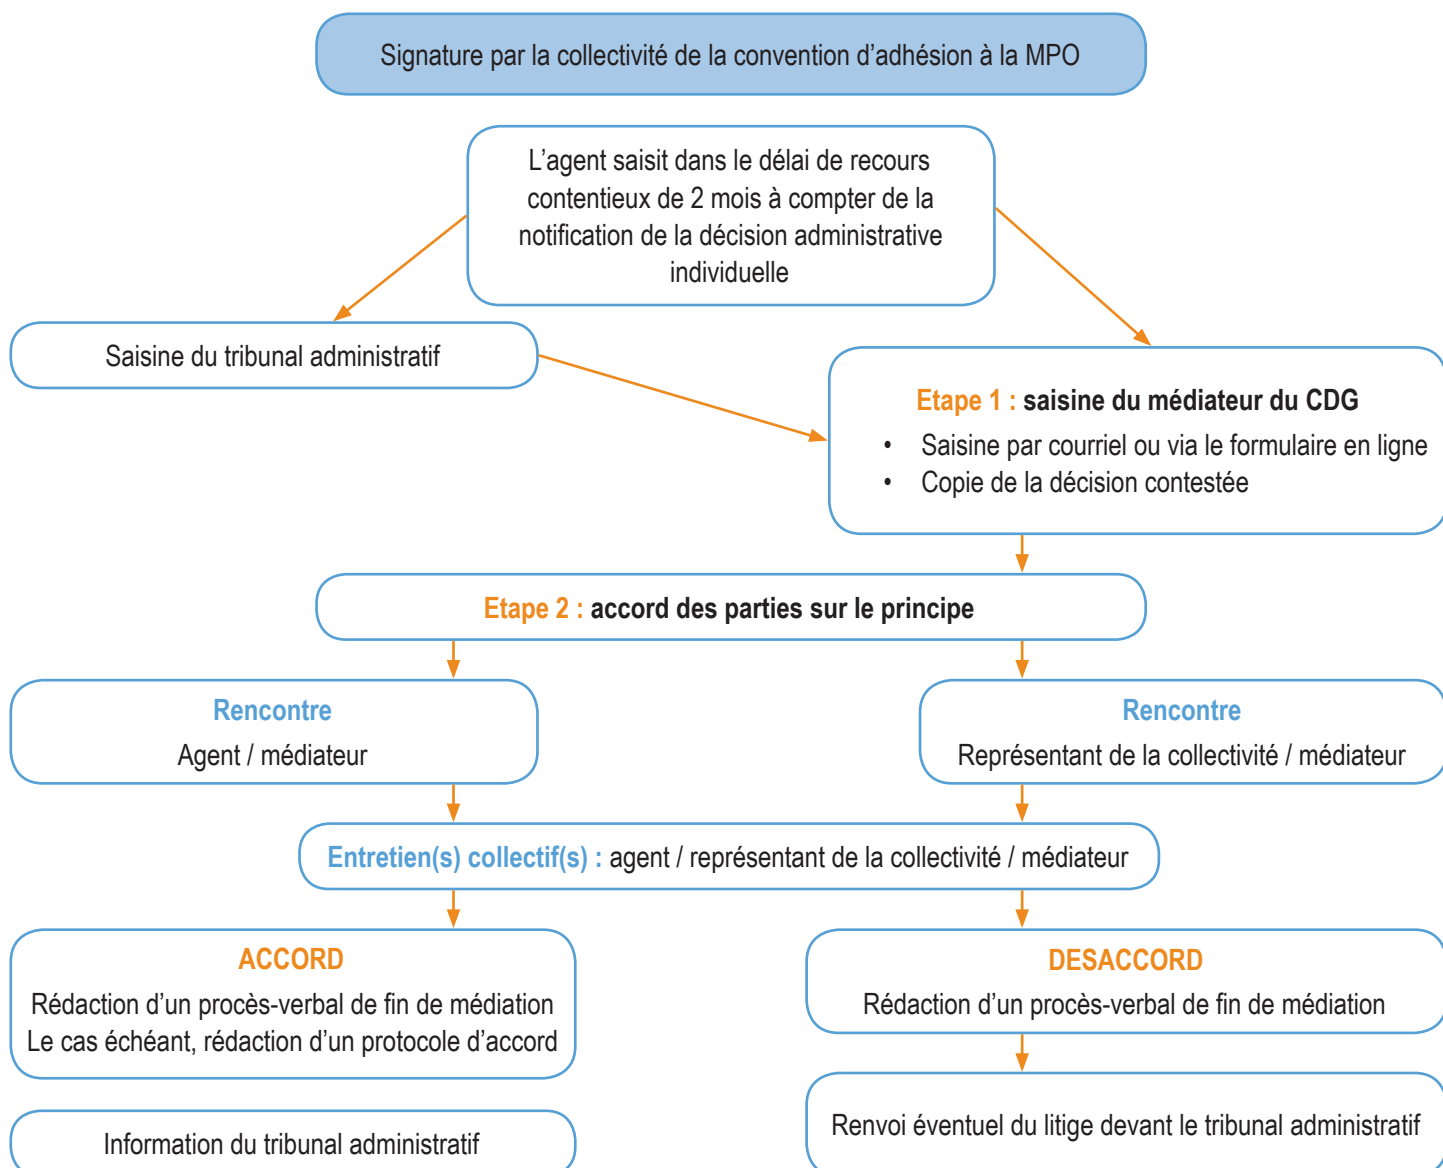 Signature par la collectivité de la convention d’adhésion à la MPO
L’agent saisit dans le délai de recours
contentieux de 2 mois à compter de la
notification de la décision administrative
individuelle
Saisine du tribunal administratif
Etape 1 : saisine du médiateur du CDG
• Saisine par courriel ou via le formulaire en ligne
• Copie de la décision contestée
Etape 2 : accord des parties sur le principe
Rencontre
Agent / médiateur
Rencontre
Représentant de la collectivité / médiateur
Entretien(s) collectif(s) : agent / représentant de la collectivité / médiateur
ACCORD
Rédaction d’un procès-verbal de fin de médiation
Le cas échéant, rédaction d’un protocole d’accord
DESACCORD
Rédaction d’un procès-verbal de fin de médiation
Information du tribunal administratif
Renvoi éventuel du litige devant le tribunal administratif